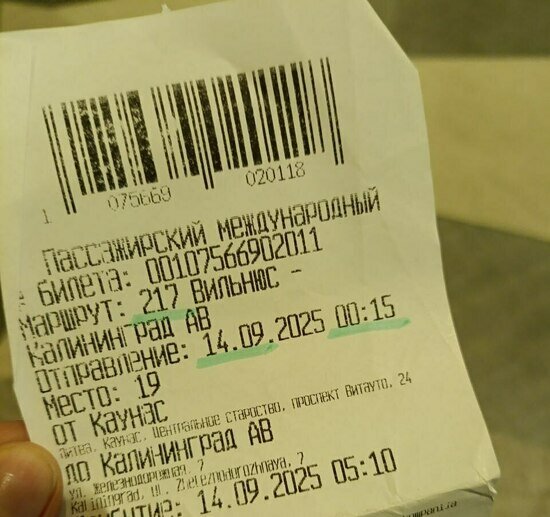 1 075669 020118
Пассажирский международный
билета: 00107566902011
Маршрут: 217 Вильнюс -
Калининград АВ
Отправление: 14.09.2025 00:15
Место: 19
от Каунас
Литва, Каунас, Центральное староство, проспект Витауто, 24
до Калининград АВ
ул. Железнодорожная, 7
Kaliningrad, ul. Zheleznodorozhnaya, 7
14.09.2025 05:10